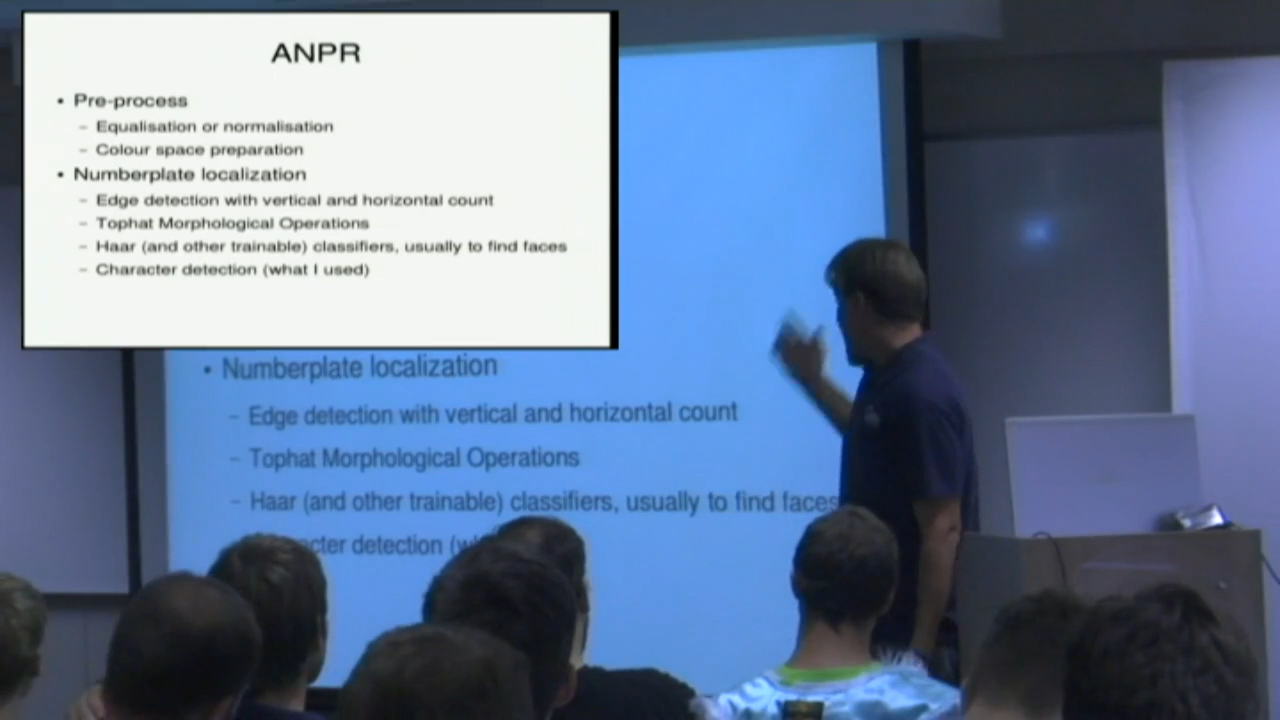 ANPR
• Pre-process
– Equalisation or normalisation
– Colour space preparation
• Numberplate localization
– Edge detection with vertical and horizontal count
– Tophat Morphological Operations
– Haar (and other trainable) classifiers, usually to find faces
– Character detection (what I used)
• Numberplate localization
– Edge detection with vertical and horizontal count
– Tophat Morphological Operations
– Haar (and other trainable) classifiers, usually to find faces
detection